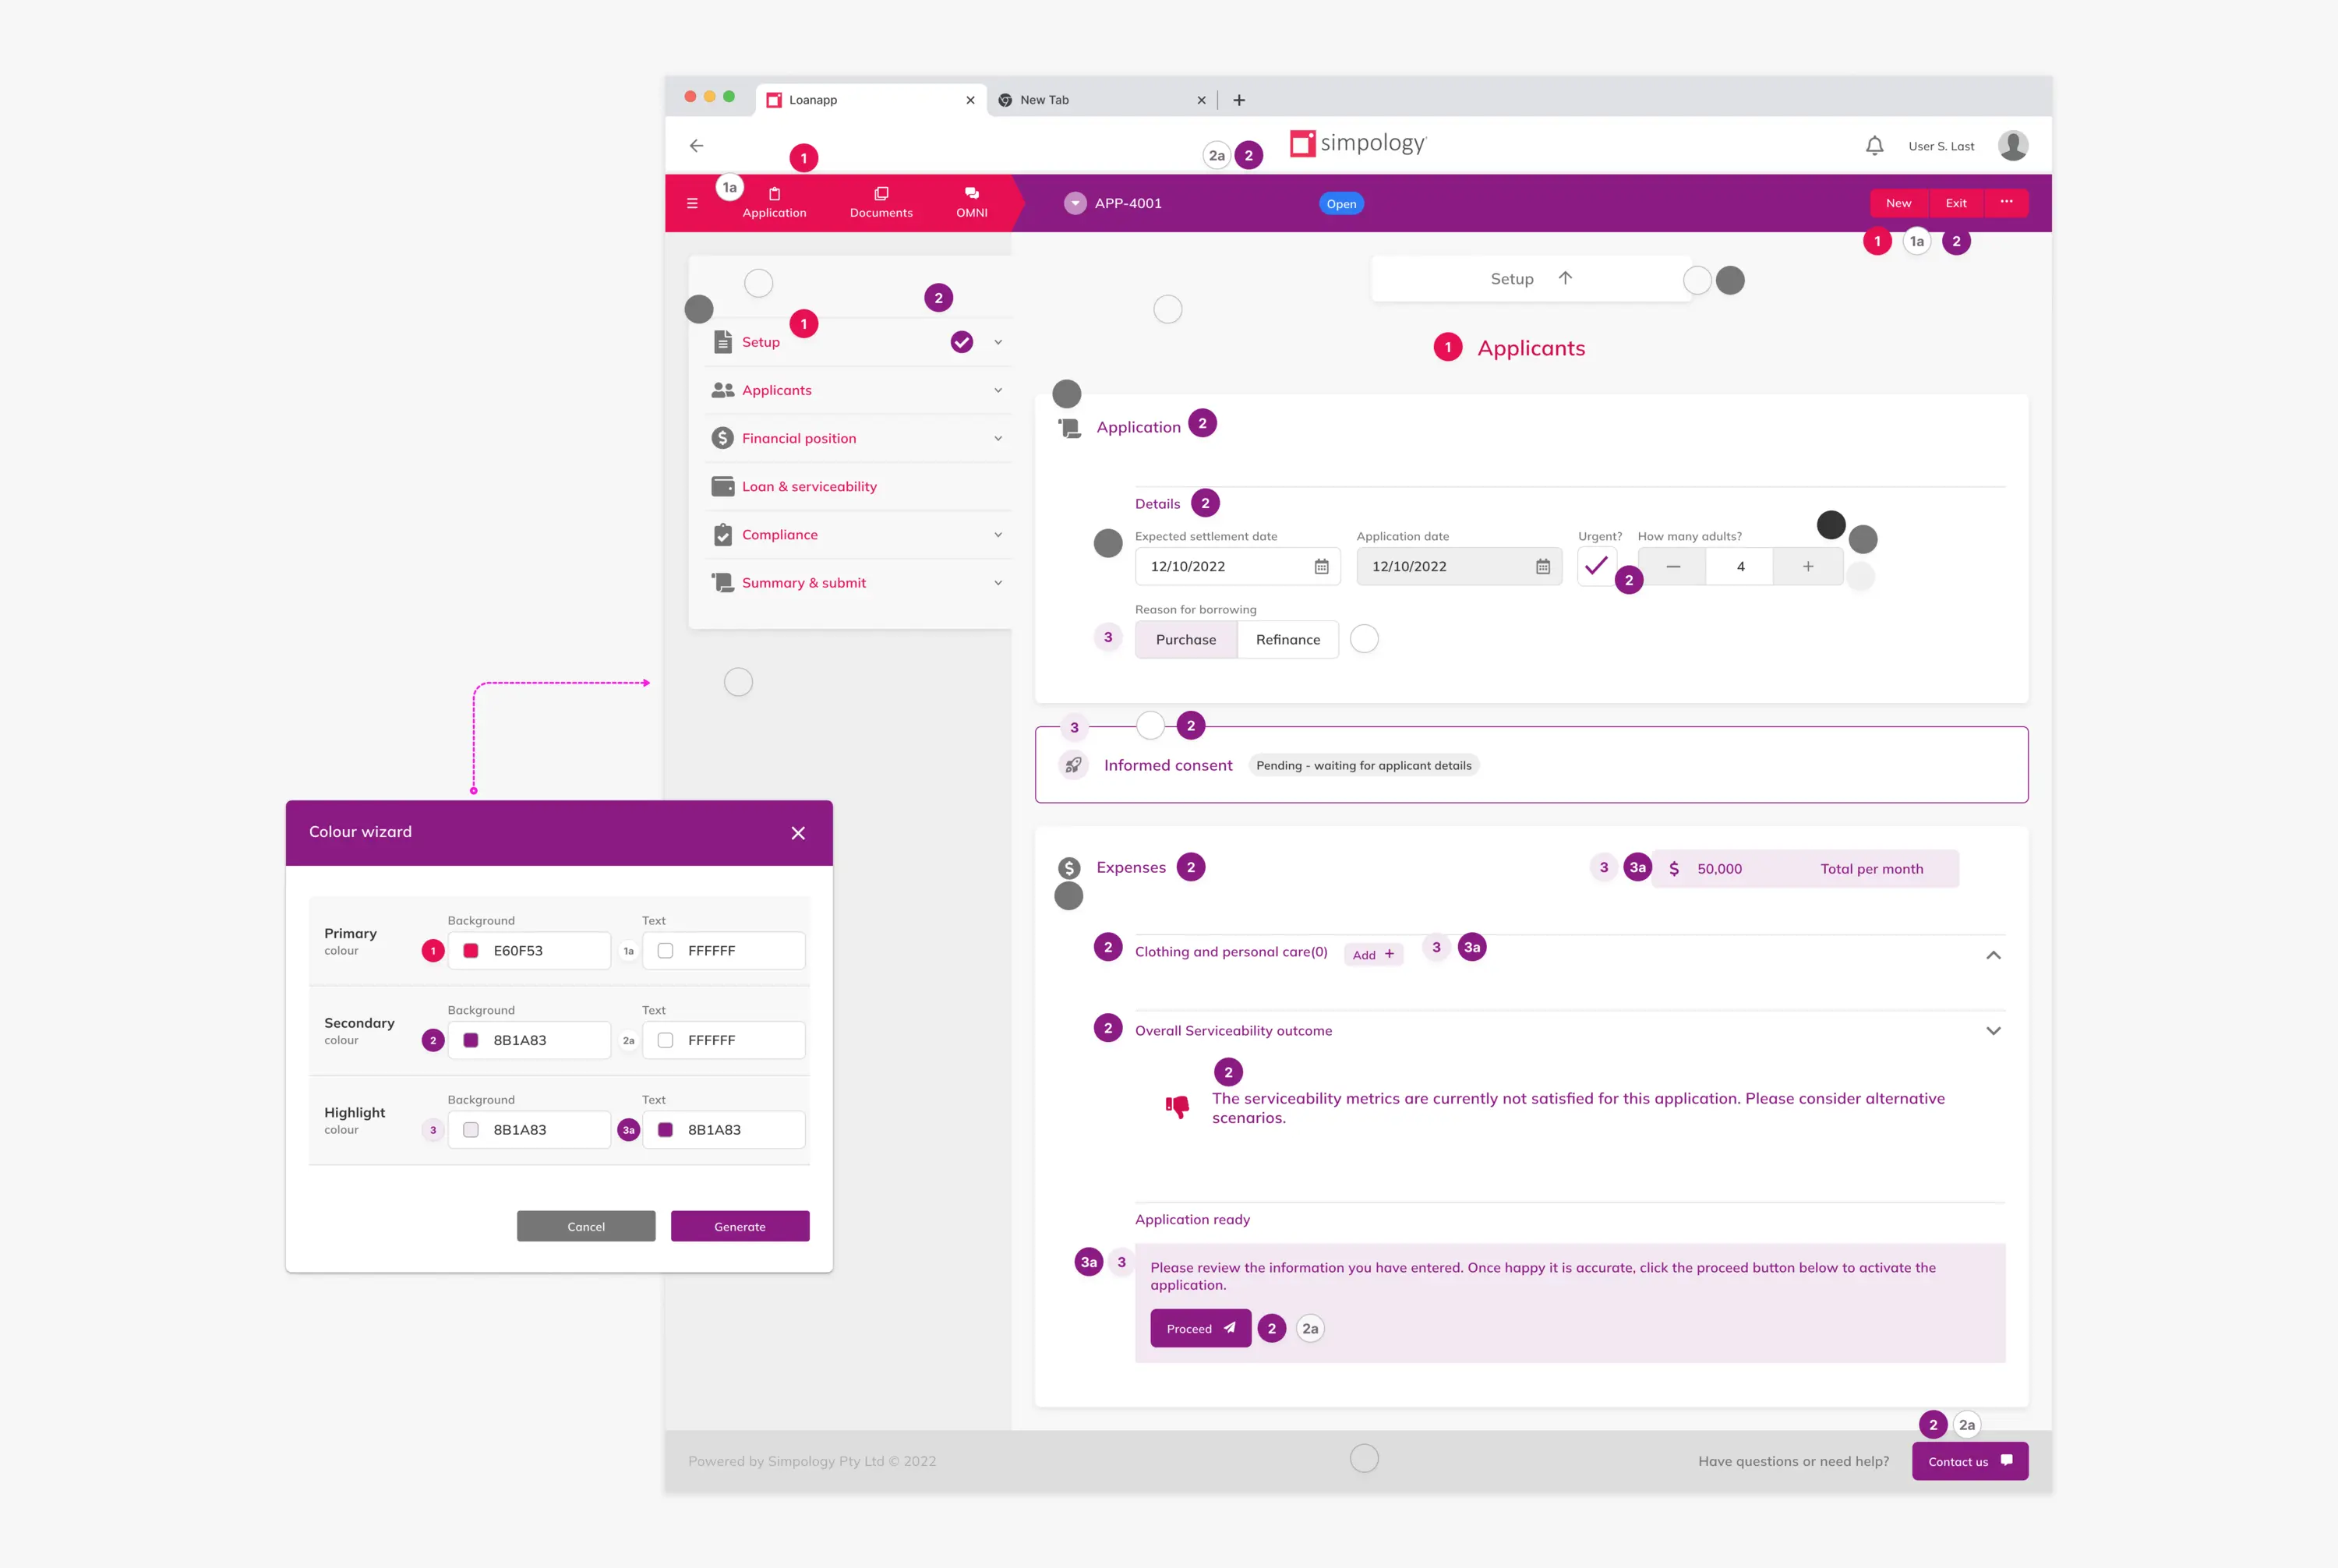 Loanapp
New Tab
simpology
User S. Last
1
2a
2
1a
Application
Documents
OMNI
APP-4001
Open
New
Exit
1
1a
2
2
1
Setup
Applicants
Financial position
Loan & serviceability
Compliance
Summary & submit
Setup
1
Applicants
Application
2
Details
2
Expected settlement date
Application date
Urgent?
How many adults?
12/10/2022
12/10/2022
2
4
Reason for borrowing
3
Purchase
Refinance
3
2
Informed consent
Pending - waiting for applicant details
$
Expenses
2
3
3a
$
50,000
Total per month
2
Clothing and personal care(0)
Add +
3
3a
2
Overall Serviceability outcome
2
The serviceability metrics are currently not satisfied for this application. Please consider alternative
scenarios.
Application ready
3a
3
Please review the information you have entered. Once happy it is accurate, click the proceed button below to activate the
application.
Proceed
2
2a
2
2a
Powered by Simpology Pty Ltd © 2022
Have questions or need help?
Contact us
Colour wizard
Primary
colour
Background
Text
1
E60F53
1a
FFFFFF
Secondary
colour
Background
Text
2
8B1A83
2a
FFFFFF
Highlight
colour
Background
Text
3
8B1A83
3a
8B1A83
Cancel
Generate